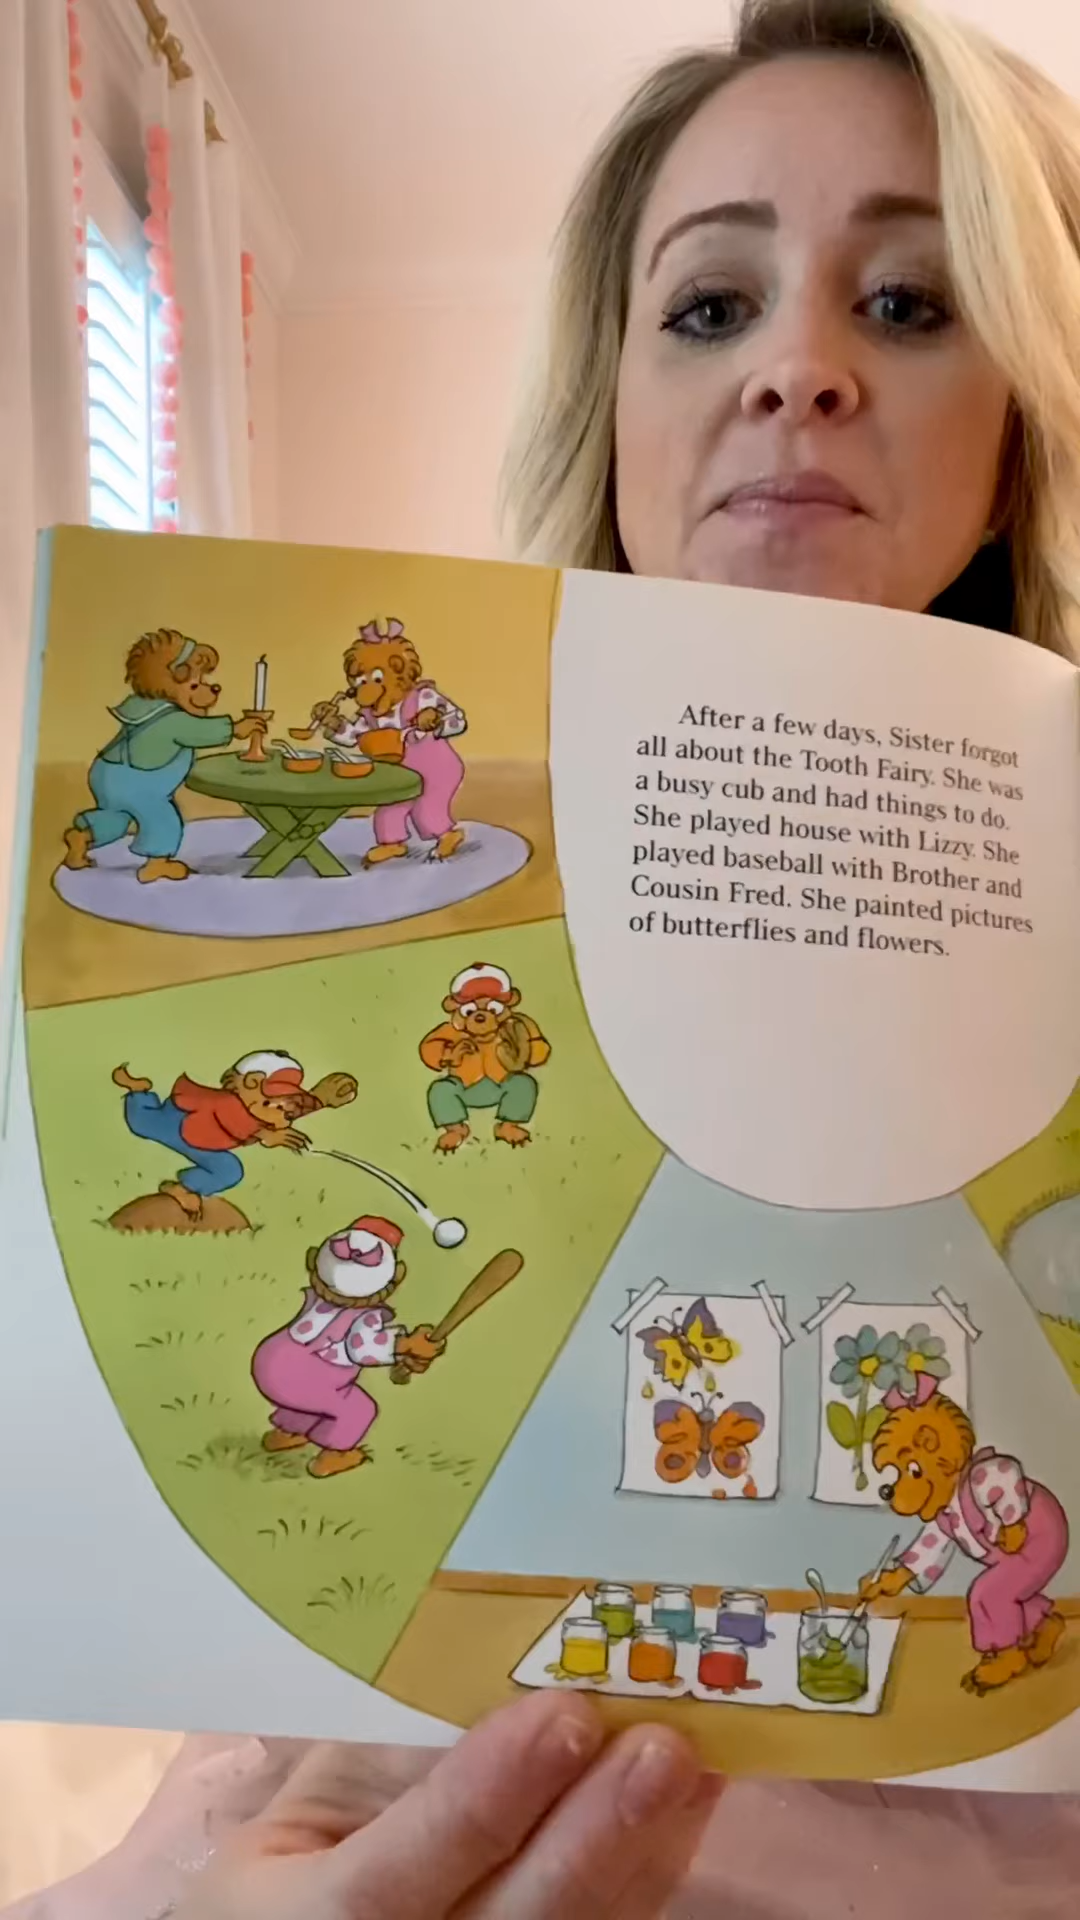 After a few days, Sister forgot
all about the Tooth Fairy. She was
a busy cub and had things to do.
She played house with Lizzy. She
played baseball with Brother and
Cousin Fred. She painted pictures
of butterflies and flowers.